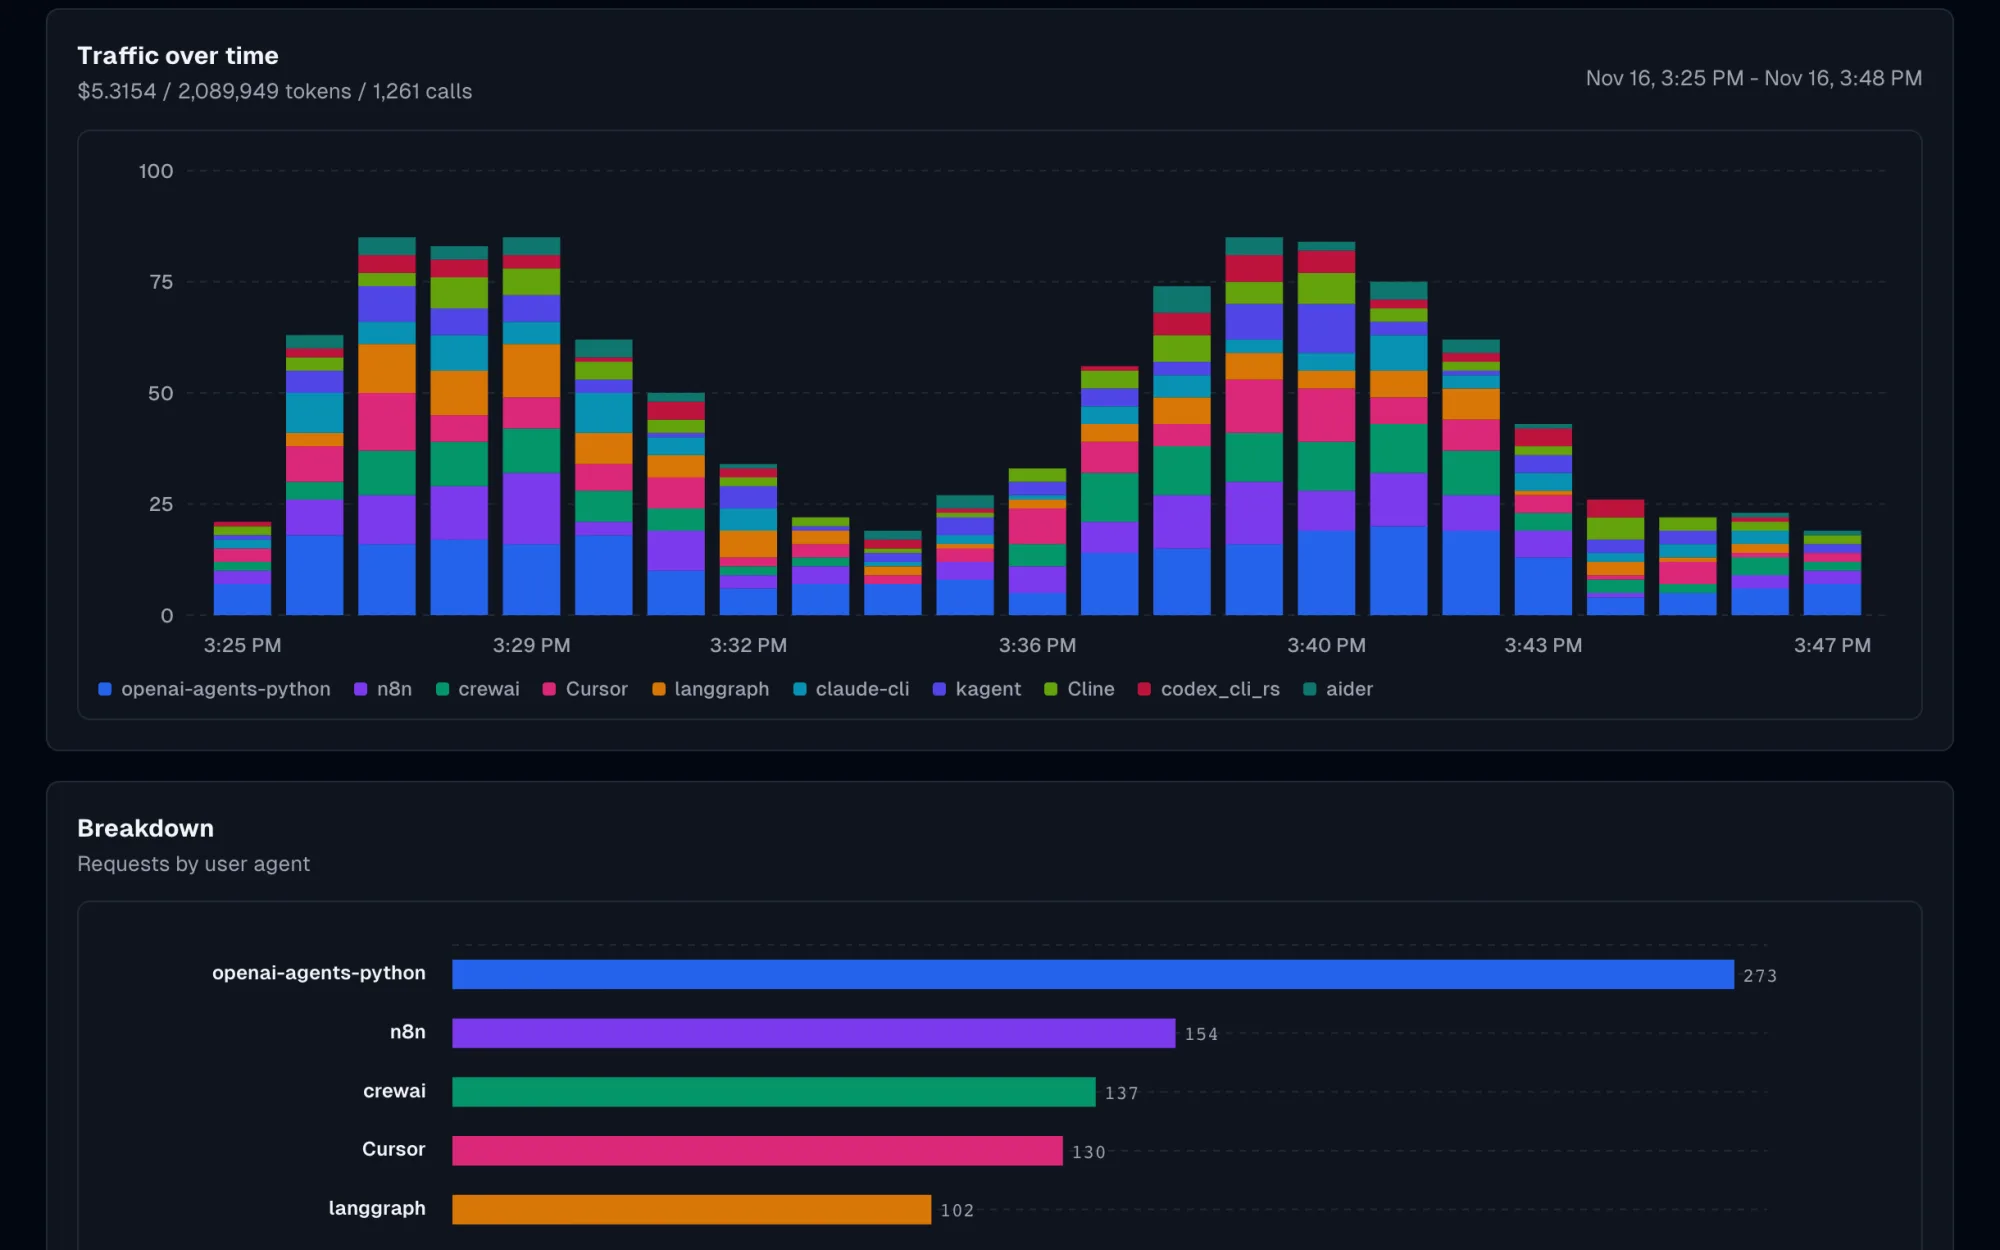 Traffic over time
$5.3154 / 2,089,949 tokens / 1,261 calls
Nov 16, 3:25 PM - Nov 16, 3:48 PM
100
75
50
25
0
3:25 PM 3:29 PM 3:32 PM 3:36 PM 3:40 PM 3:43 PM 3:47 PM
openai-agents-python n8n crewai Cursor langgraph claude-cli kagent Cline codex_cli_rs aider
Breakdown
Requests by user agent
openai-agents-python 273
n8n 154
crewai 137
Cursor 130
langgraph 102